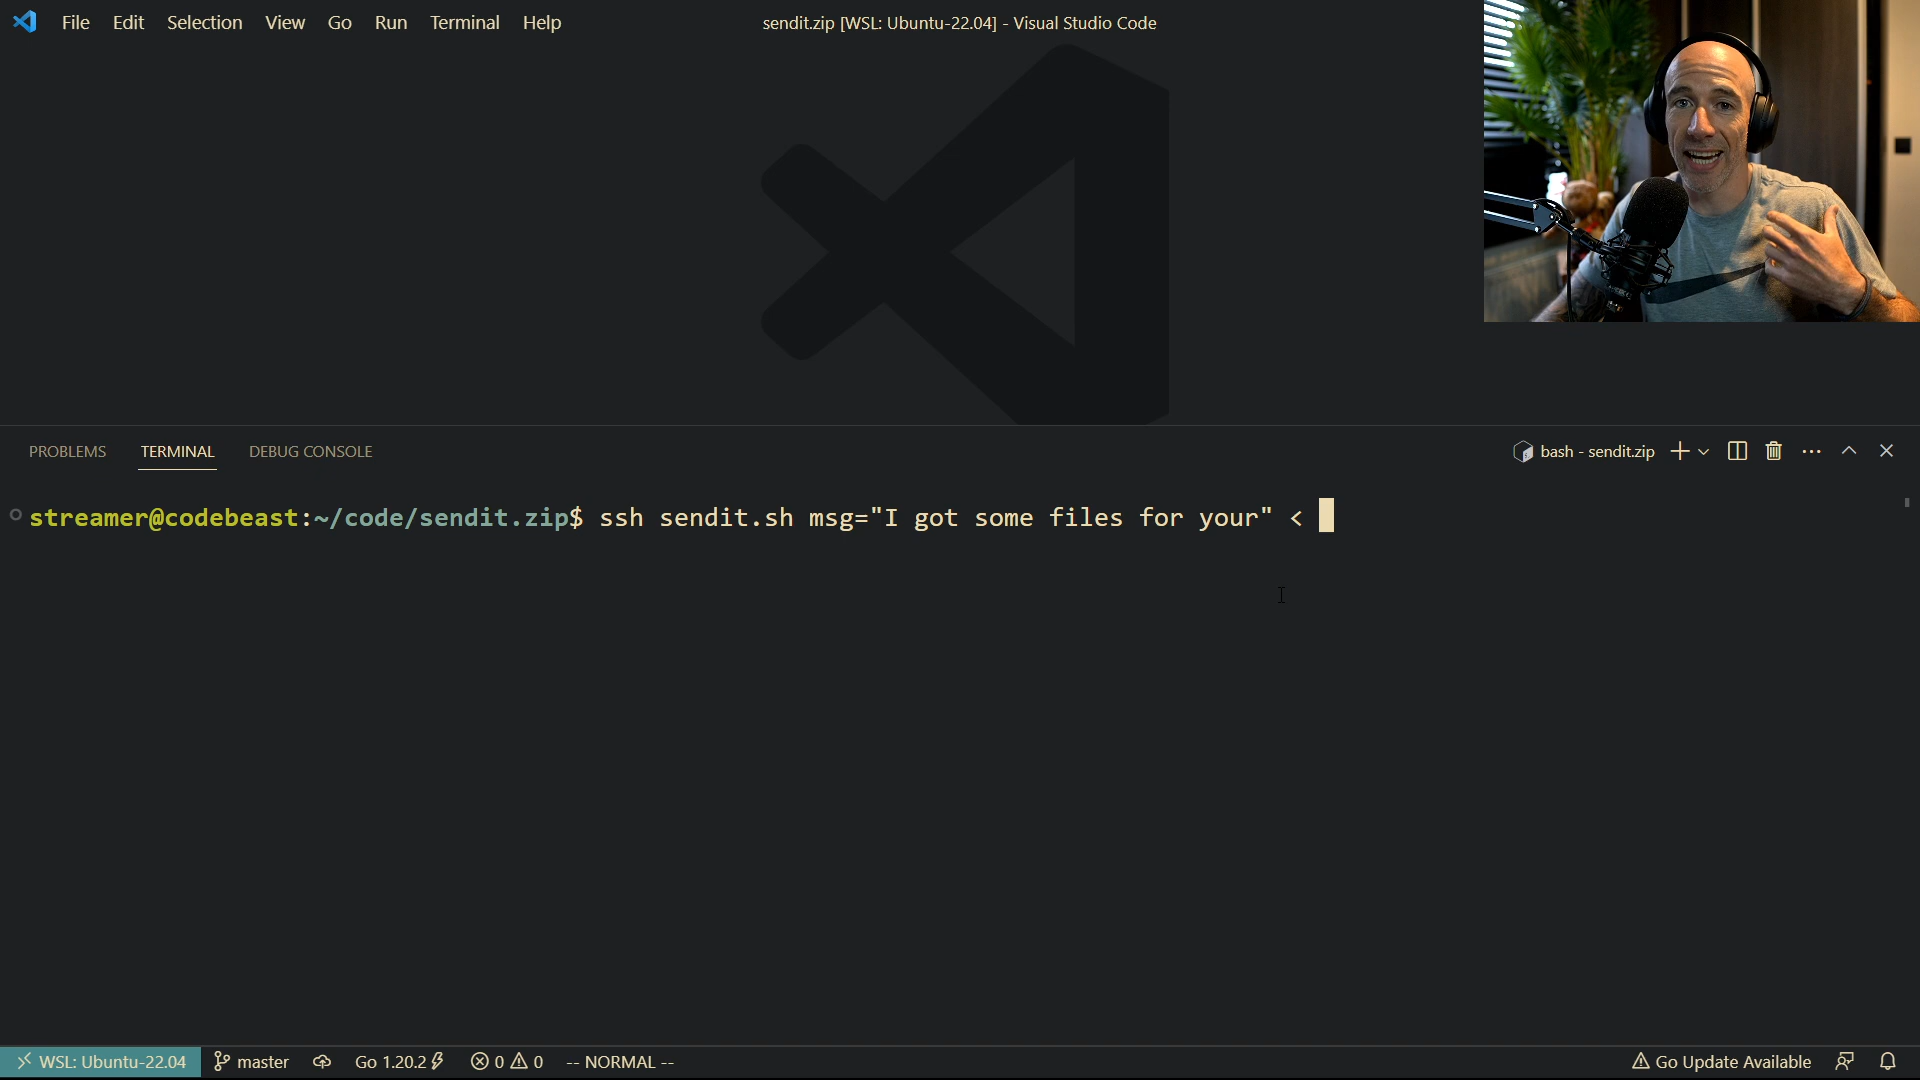 File Edit Selection View Go Run Terminal Help
sendit.zip [WSL: Ubuntu-22.04] - Visual Studio Code
PROBLEMS TERMINAL DEBUG CONSOLE
bash - sendit.zip
streamer@codebeast:~/code/sendit.zip$ ssh sendit.sh msg="I got some files for your" <
WSL: Ubuntu-22.04 master Go 1.20.2 0 0 -- NORMAL --
Go Update Available